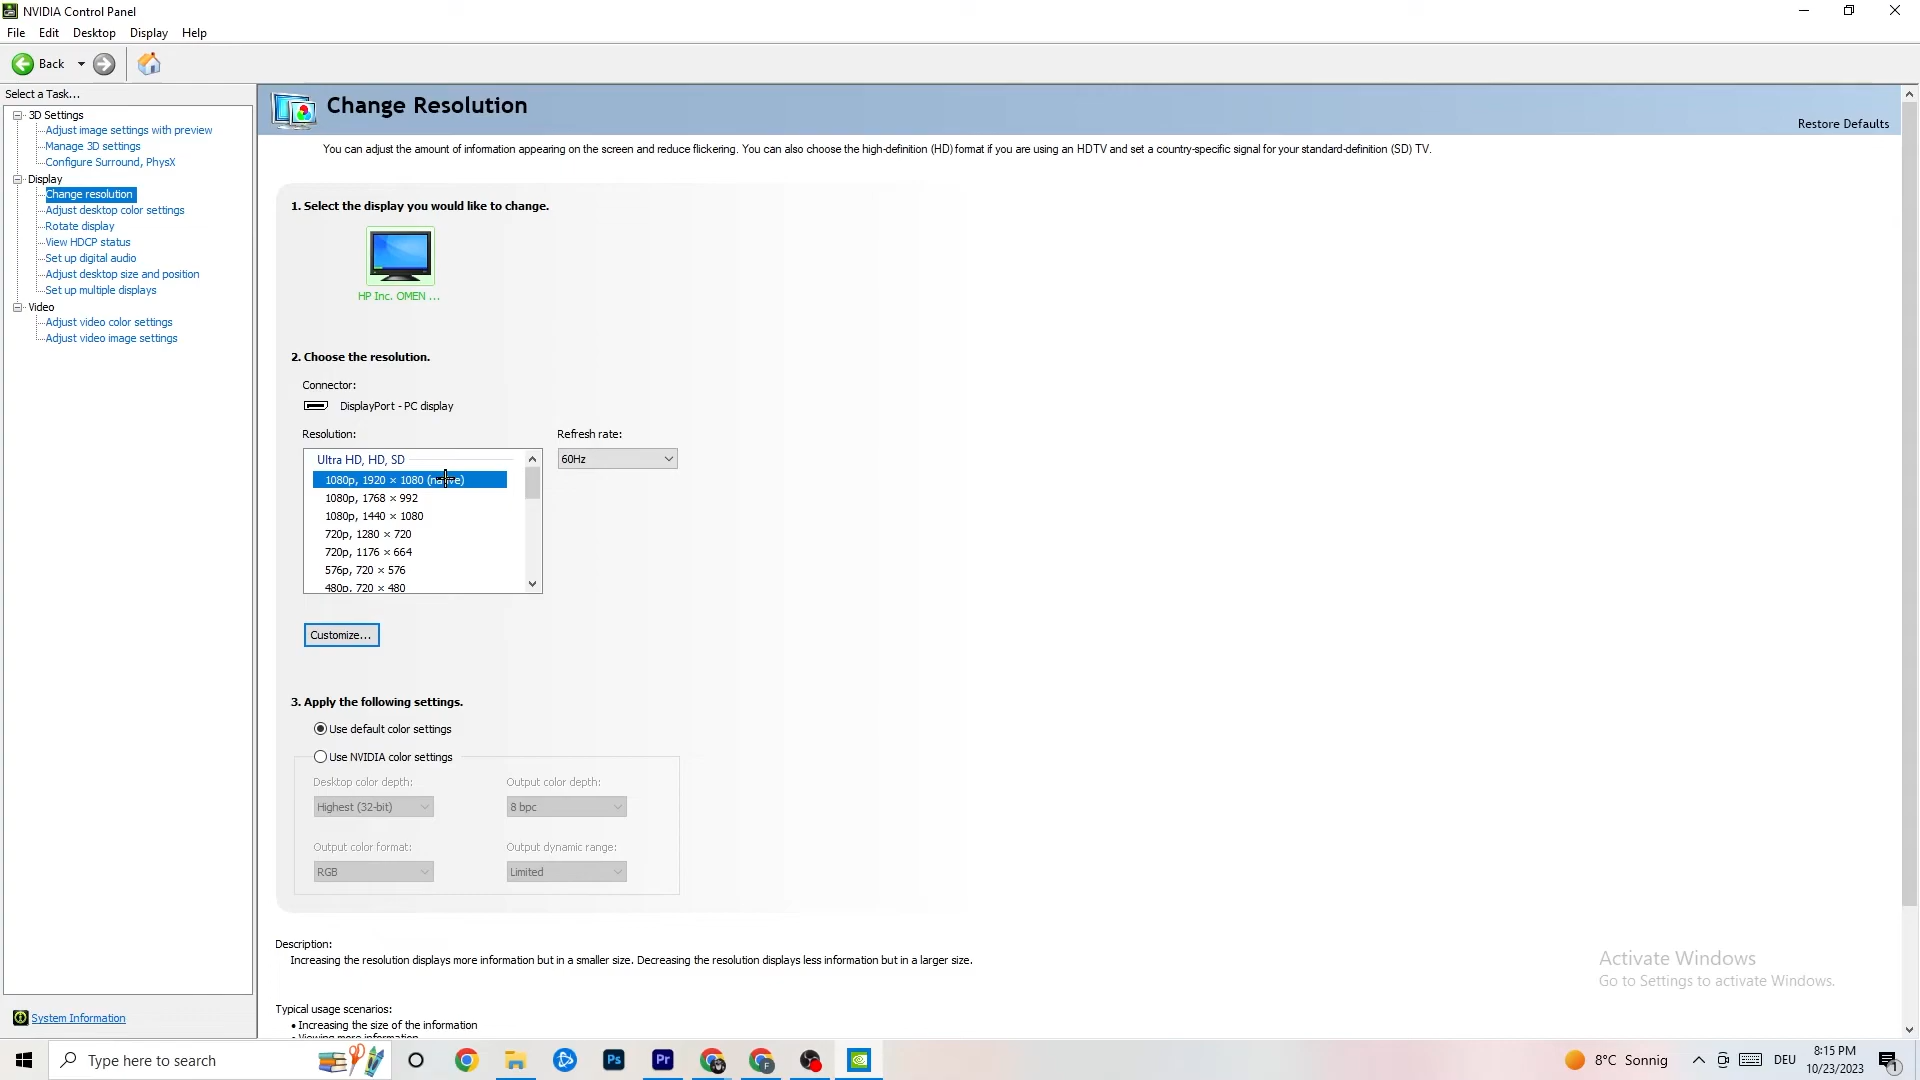 NVIDIA Control Panel
File Edit Desktop Display Help
Back
Select a Task...
3D Settings
Adjust image settings with preview
Manage 3D settings
Configure Surround, PhysX
Display
Change resolution
Adjust desktop color settings
Rotate display
View HDCP status
Set up digital audio
Adjust desktop size and position
Set up multiple displays
Video
Adjust video color settings
Adjust video image settings
System Information
Change Resolution
Restore Defaults
You can adjust the amount of information appearing on the screen and reduce flickering. You can also choose the high-definition (HD) format if you are using an HDTV and set a country-specific signal for your standard-definition (SD) TV.
1. Select the display you would like to change.
HP Inc. OMEN ...
2. Choose the resolution.
Connector:
DisplayPort - PC display
Resolution:
Refresh rate:
Ultra HD, HD, SD
60Hz
1080p, 1920 × 1080 (native)
1080p, 1768 × 992
1080p, 1440 × 1080
720p, 1280 × 720
720p, 1176 × 664
576p, 720 × 576
480p, 720 × 480
Customize...
3. Apply the following settings.
Use default color settings
Use NVIDIA color settings
Desktop color depth:
Output color depth:
Highest (32-bit)
8 bpc
Output color format:
Output dynamic range:
RGB
Limited
Description:
Increasing the resolution displays more information but in a smaller size. Decreasing the resolution displays less information but in a larger size.
Typical usage scenarios:
• Increasing the size of the information
• Viewing more information
Activate Windows
Go to Settings to activate Windows.
Type here to search
Ps
Pr
F
8°C Sonnig
DEU
8:15 PM
10/23/2023
1